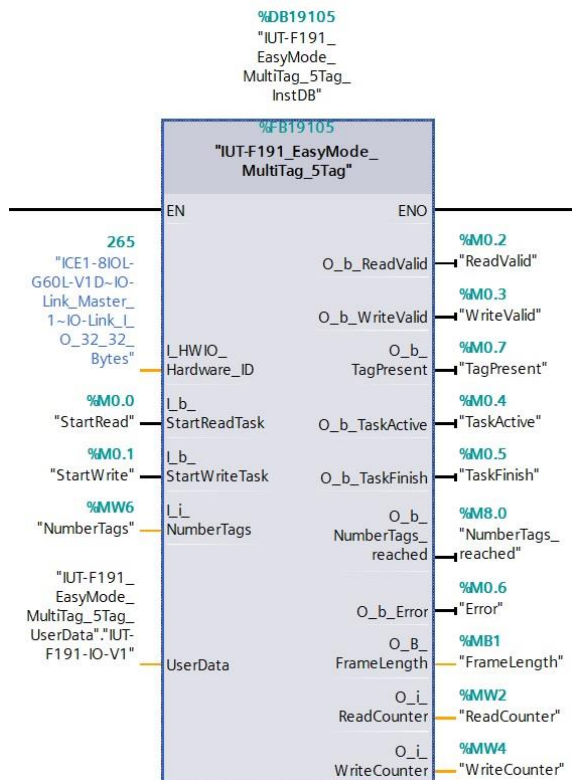 %DB19105
"IUT-F191_
EasyMode_
MultiTag_5Tag_
InstDB"
%FB19105
"IUT-F191_EasyMode_
MultiTag_5Tag"
EN
ENO
265
"ICE1-8IOL-
G60L-V1D~IO-
Link_Master_
1~IO-Link_I_
O_32_32_
Bytes"
I_HWIO_
Hardware_ID
%M0.0
"StartRead"
I_b_
StartReadTask
%M0.1
"StartWrite"
I_b_
StartWriteTask
%MW6
"NumberTags"
I_i_
NumberTags
"IUT-F191_
EasyMode_
MultiTag_5Tag_
UserData"."IUT-
F191-IO-V1"
UserData
O_b_ReadValid
%M0.2
"ReadValid"
O_b_WriteValid
%M0.3
"WriteValid"
O_b_
TagPresent
%M0.7
"TagPresent"
O_b_TaskActive
%M0.4
"TaskActive"
O_b_TaskFinish
%M0.5
"TaskFinish"
O_b_
NumberTags_
reached
%M8.0
"NumberTags_
reached"
O_b_Error
%M0.6
"Error"
O_B_
FrameLength
%MB1
"FrameLength"
O_i_
ReadCounter
%MW2
"ReadCounter"
O_i_
WriteCounter
%MW4
"WriteCounter"